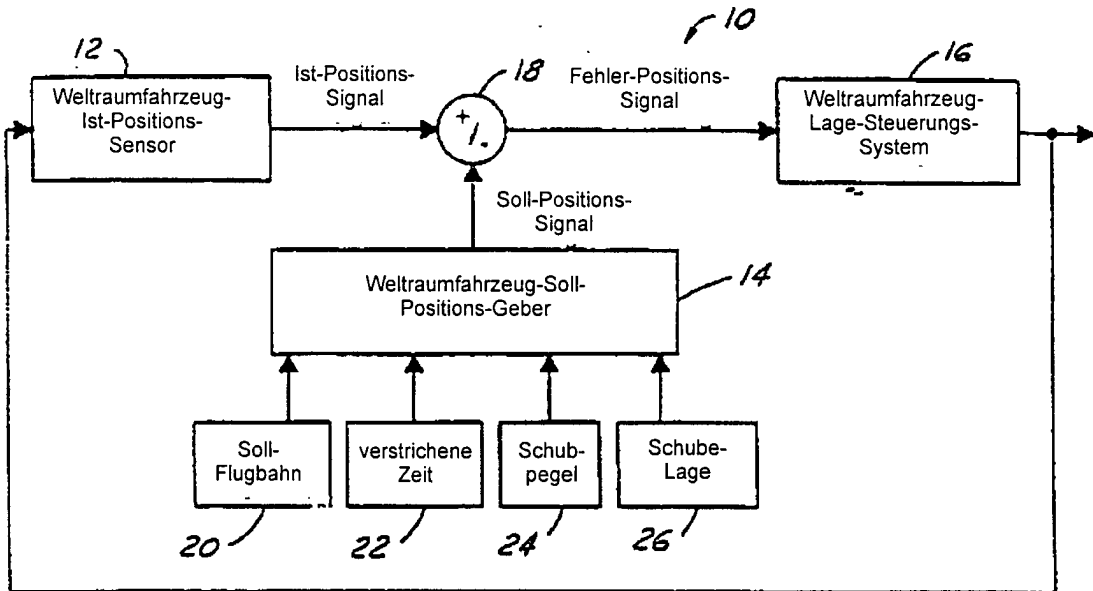 10
12
Weltraumfahrzeug-
Ist-Positions-
Sensor
Ist-Positions-
Signal
18
+/-
Fehler-Positions-
Signal
16
Weltraumfahrzeug-
Lage-Steuerungs-
System
Soll-Positions-
Signal
Weltraumfahrzeug-Soll-
Positions-Geber
14
Soll-
Flugbahn
verstrichene
Zeit
Schub-
pegel
Schube-
Lage
20
22
24
26